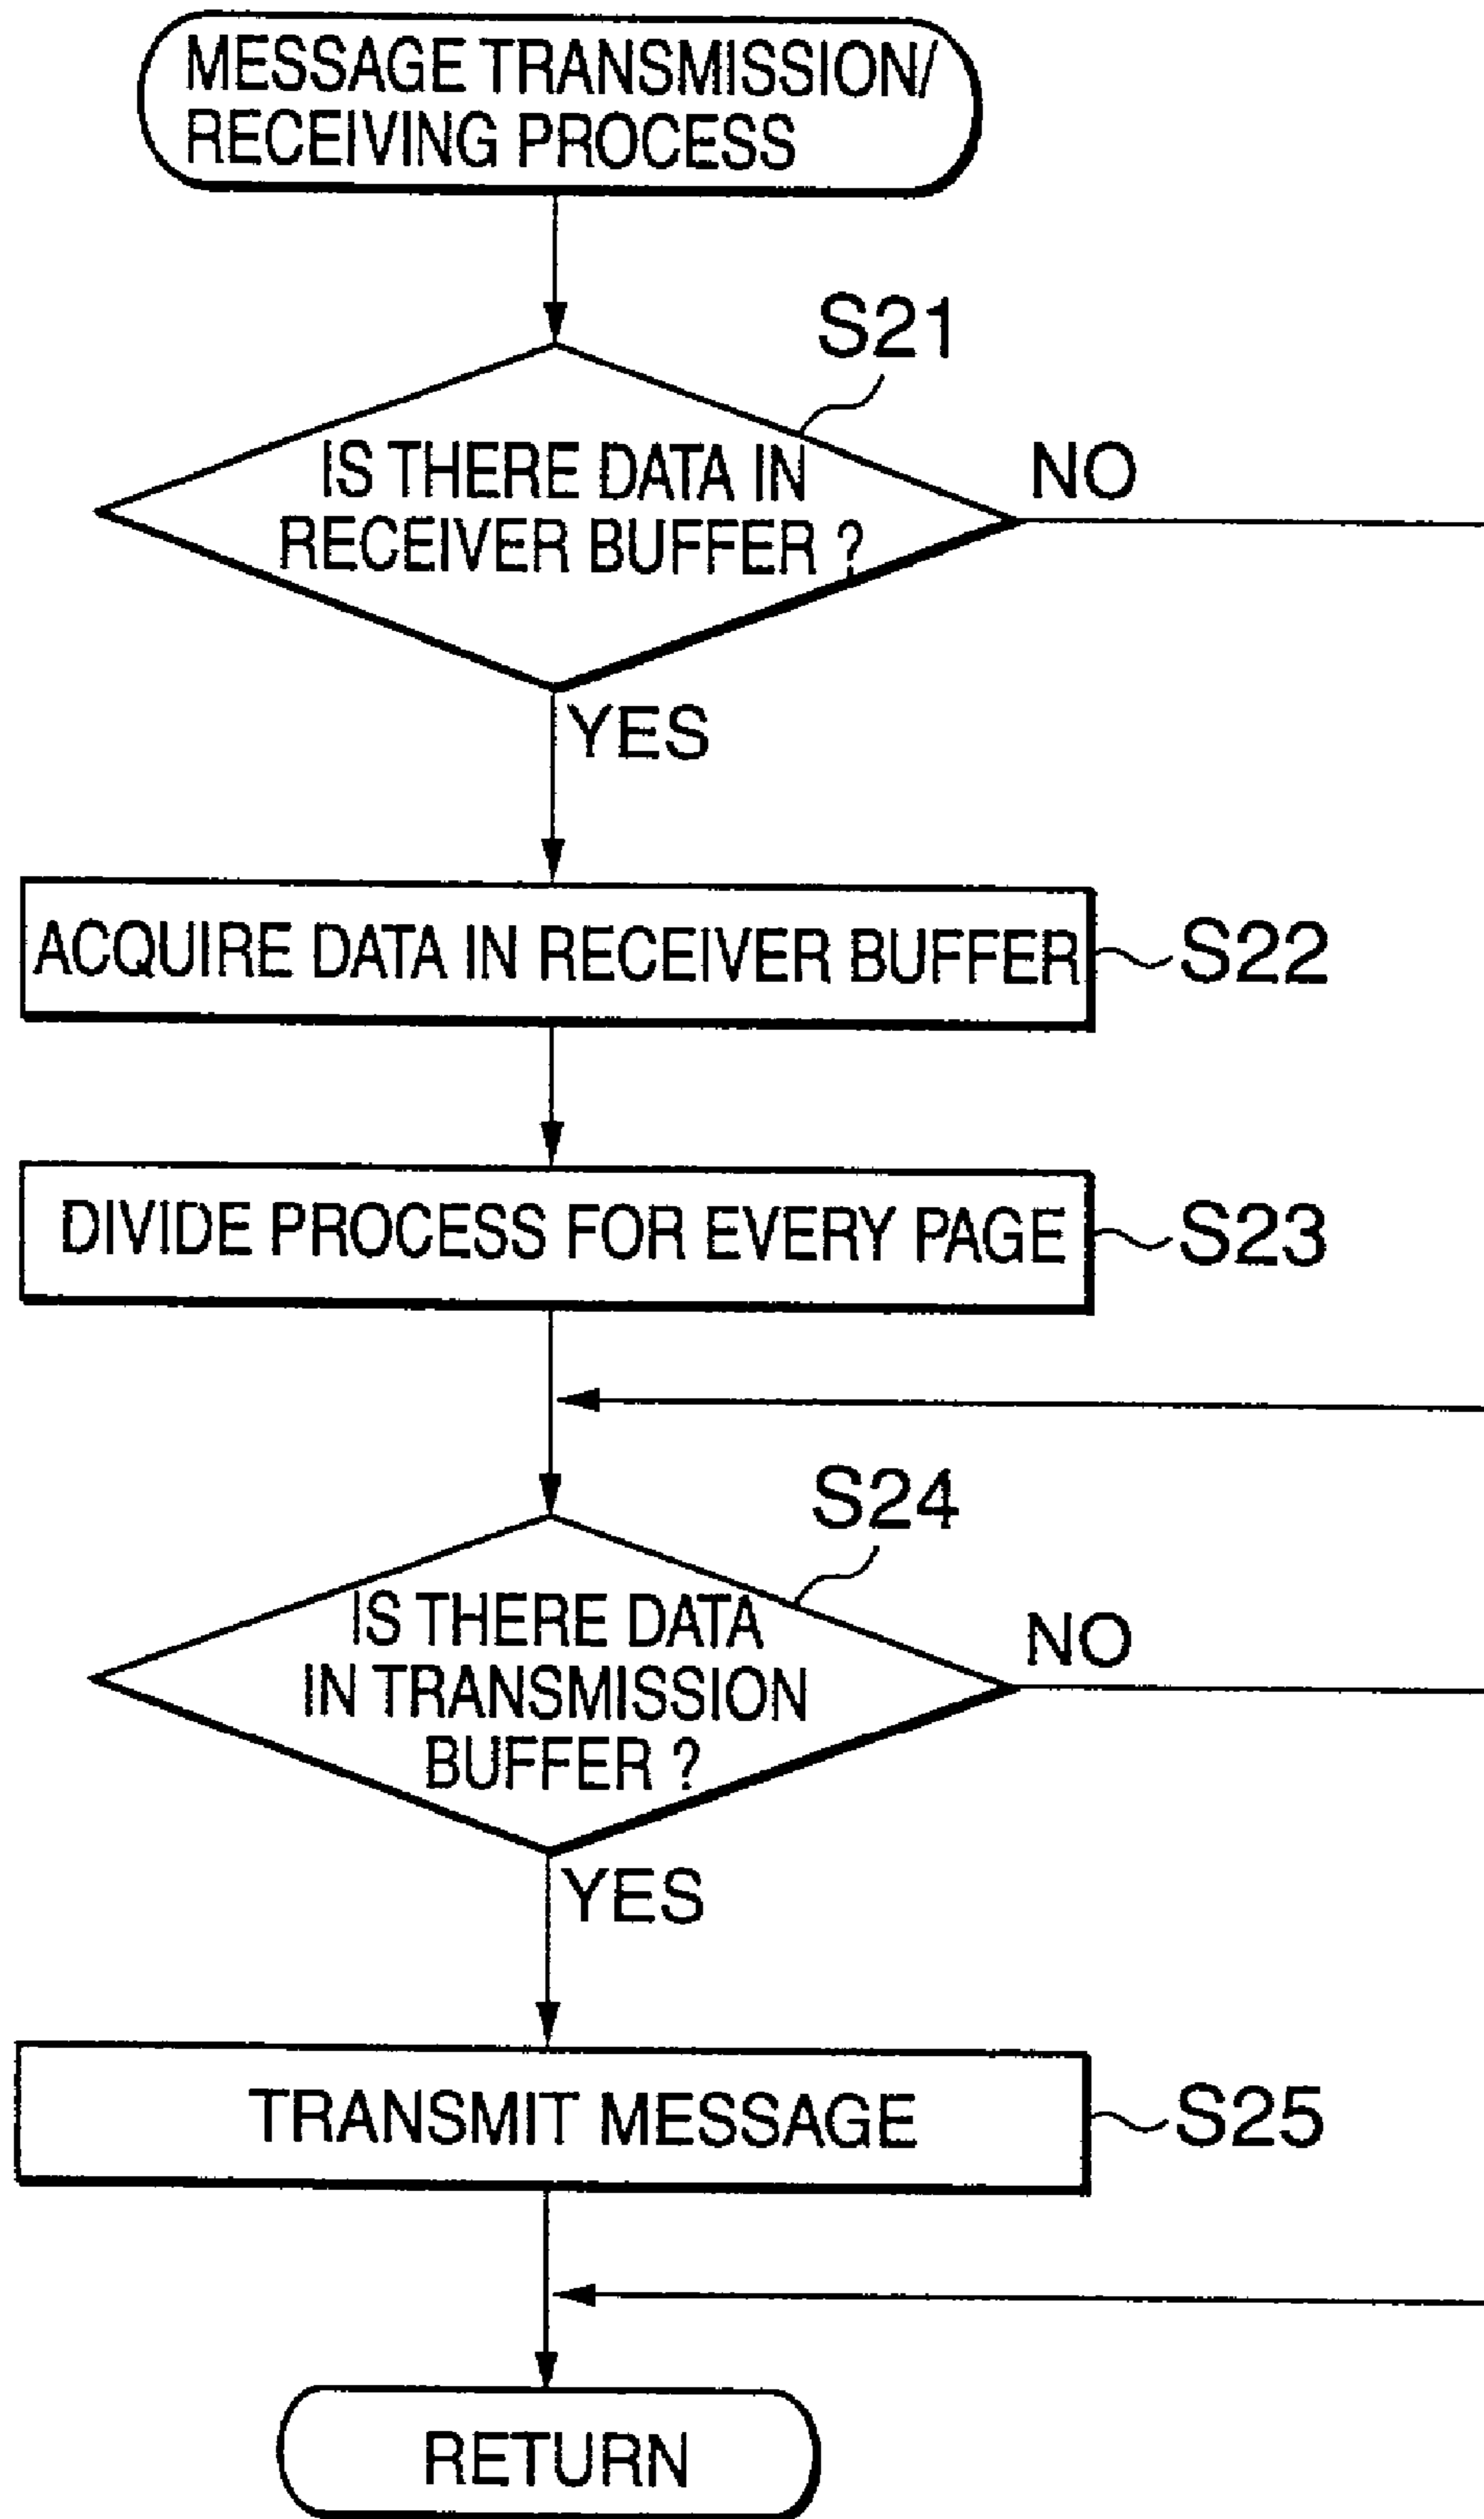 MESSAGE TRANSMISSION/
RECEIVING PROCESS
S21
IS THERE DATA IN
RECEIVER BUFFER ?
NO
YES
ACQUIRE DATA IN RECEIVER BUFFER
S22
DIVIDE PROCESS FOR EVERY PAGE
S23
S24
IS THERE DATA
IN TRANSMISSION
BUFFER ?
NO
YES
TRANSMIT MESSAGE
S25
RETURN